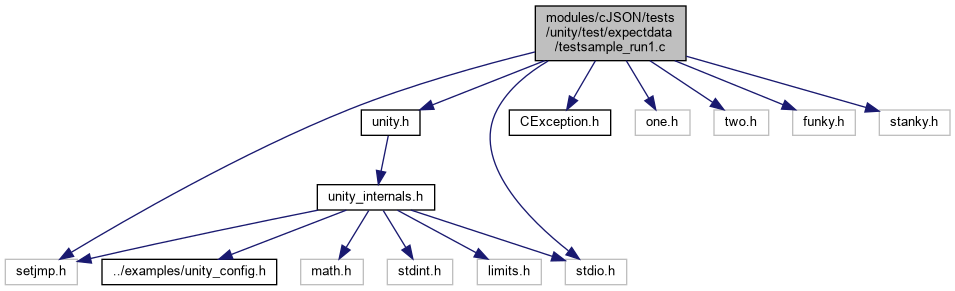 modules/cJSON/tests
/unity/test/expectdata
/testsample_run1.c
unity.h
CException.h
one.h
two.h
funky.h
stanky.h
unity_internals.h
setjmp.h
../examples/unity_config.h
math.h
stdint.h
limits.h
stdio.h